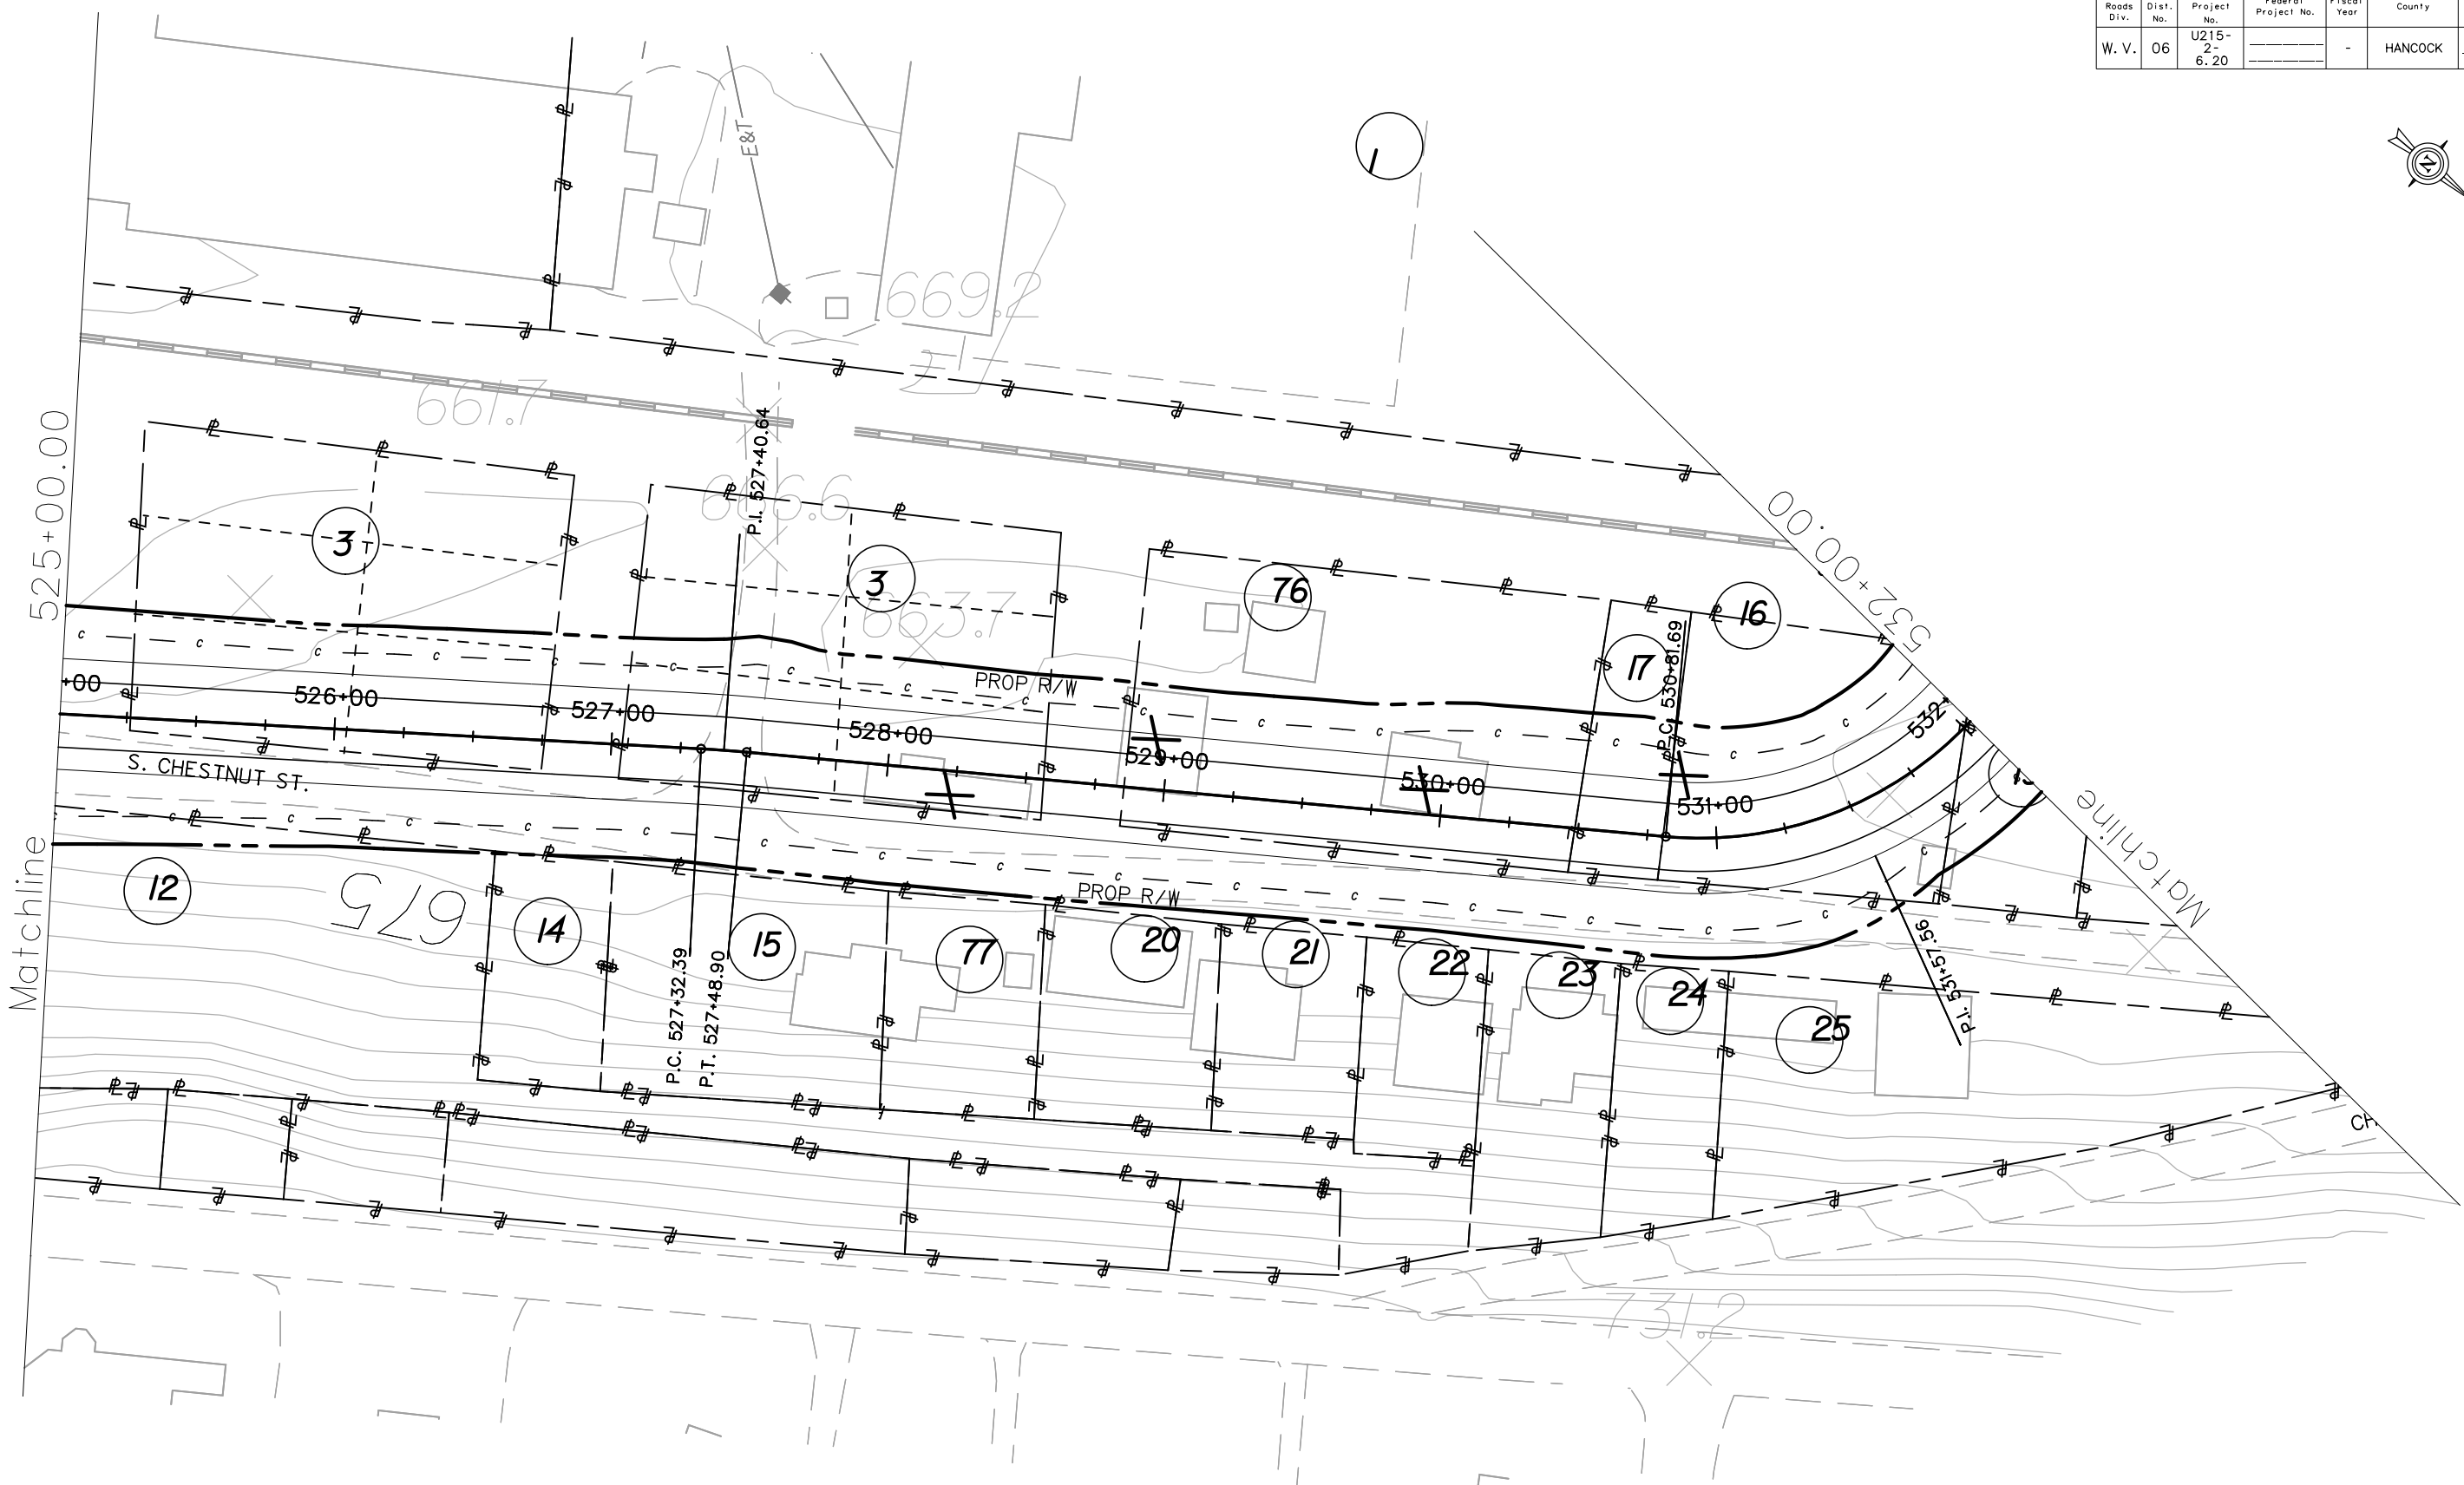 Roads Div.
Dist. No.
Project No.
Federal Project No.
Fiscal Year
County
W. V.
06
U215-2-6.20
-
HANCOCK
N
E&T
669.2
661.7
P.I. 527+40.64
525+00.00
666.6
532+00.00
3
3
76
16
663.7
17
P.C. 530+81.69
PROP R/W
+00
526+00
527+00
528+00
529+00
530+00
531+00
532+
S. CHESTNUT ST.
Matchline
Matchline
PROP R/W
12
675
14
15
77
20
21
22
23
24
25
P.C. 527+32.39
P.T. 527+48.90
P.I. 531+57.56
CH
731.2